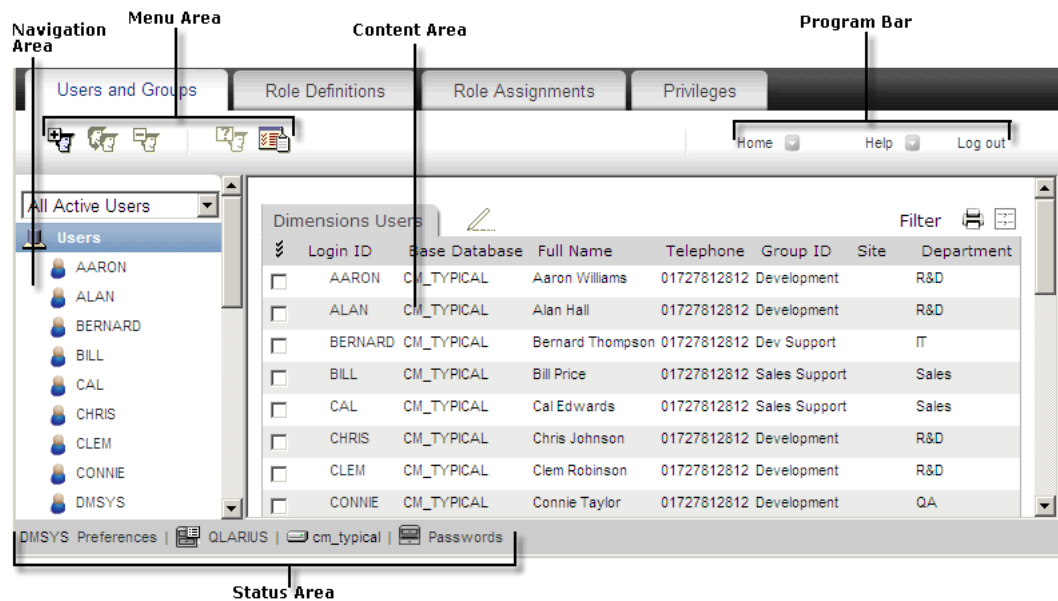 Navigation Area
Menu Area
Content Area
Program Bar
Users and Groups
Role Definitions
Role Assignments
Privileges
Home
Help
Log out
All Active Users
Users
AARON
ALAN
BERNARD
BILL
CAL
CHRIS
CLEM
CONNIE
DMSYS
Dimensions Users
Filter
Login ID Base Database Full Name Telephone Group ID Site Department
AARON CM_TYPICAL Aaron Williams 01727812812 Development R&D
ALAN CM_TYPICAL Alan Hall 01727812812 Development R&D
BERNARD CM_TYPICAL Bernard Thompson 01727812812 Dev Support IT
BILL CM_TYPICAL Bill Price 01727812812 Sales Support Sales
CAL CM_TYPICAL Cal Edwards 01727812812 Sales Support Sales
CHRIS CM_TYPICAL Chris Johnson 01727812812 Development R&D
CLEM CM_TYPICAL Clem Robinson 01727812812 Development R&D
CONNIE CM_TYPICAL Connie Taylor 01727812812 Development QA
DMSYS Preferences | QLARIUS | cm_typical | Passwords
Status Area